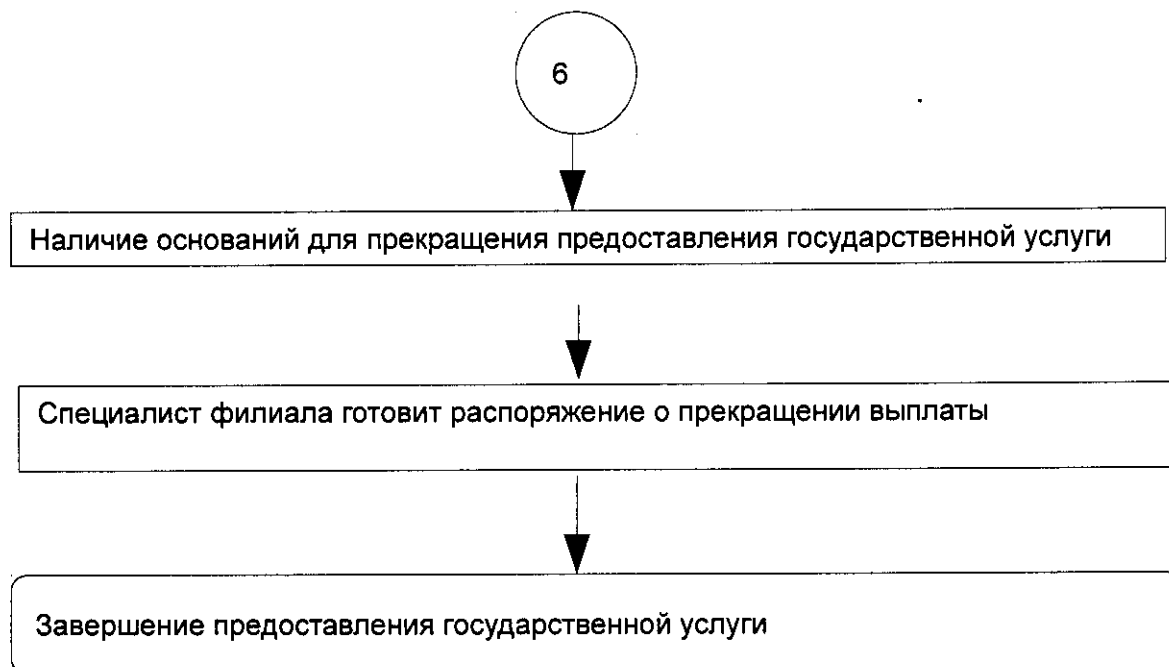 6
Наличие оснований для прекращения предоставления государственной услуги
Специалист филиала готовит распоряжение о прекращении выплаты
Завершение предоставления государственной услуги